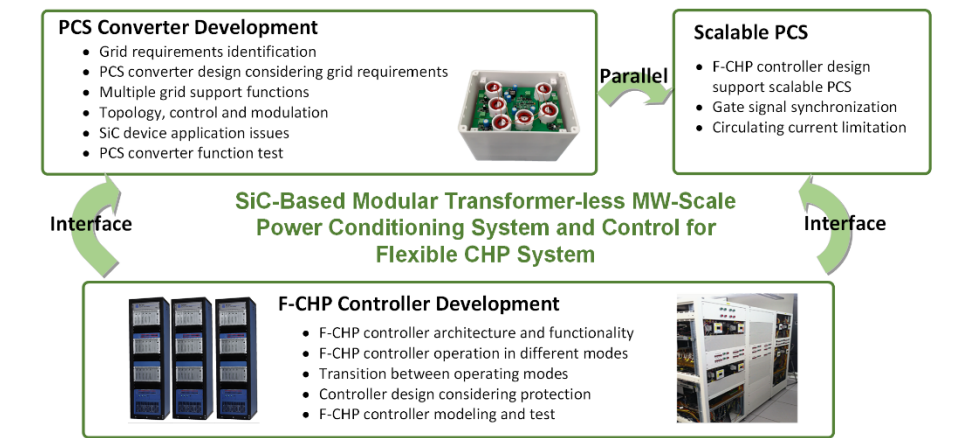 PCS Converter Development
• Grid requirements identification
• PCS converter design considering grid requirements
• Multiple grid support functions
• Topology, control and modulation
• SiC device application issues
• PCS converter function test
Parallel
Scalable PCS
• F-CHP controller design
support scalable PCS
• Gate signal synchronization
• Circulating current limitation
Interface
SiC-Based Modular Transformer-less MW-Scale
Power Conditioning System and Control for
Flexible CHP System
Interface
F-CHP Controller Development
• F-CHP controller architecture and functionality
• F-CHP controller operation in different modes
• Transition between operating modes
• Controller design considering protection
• F-CHP controller modeling and test